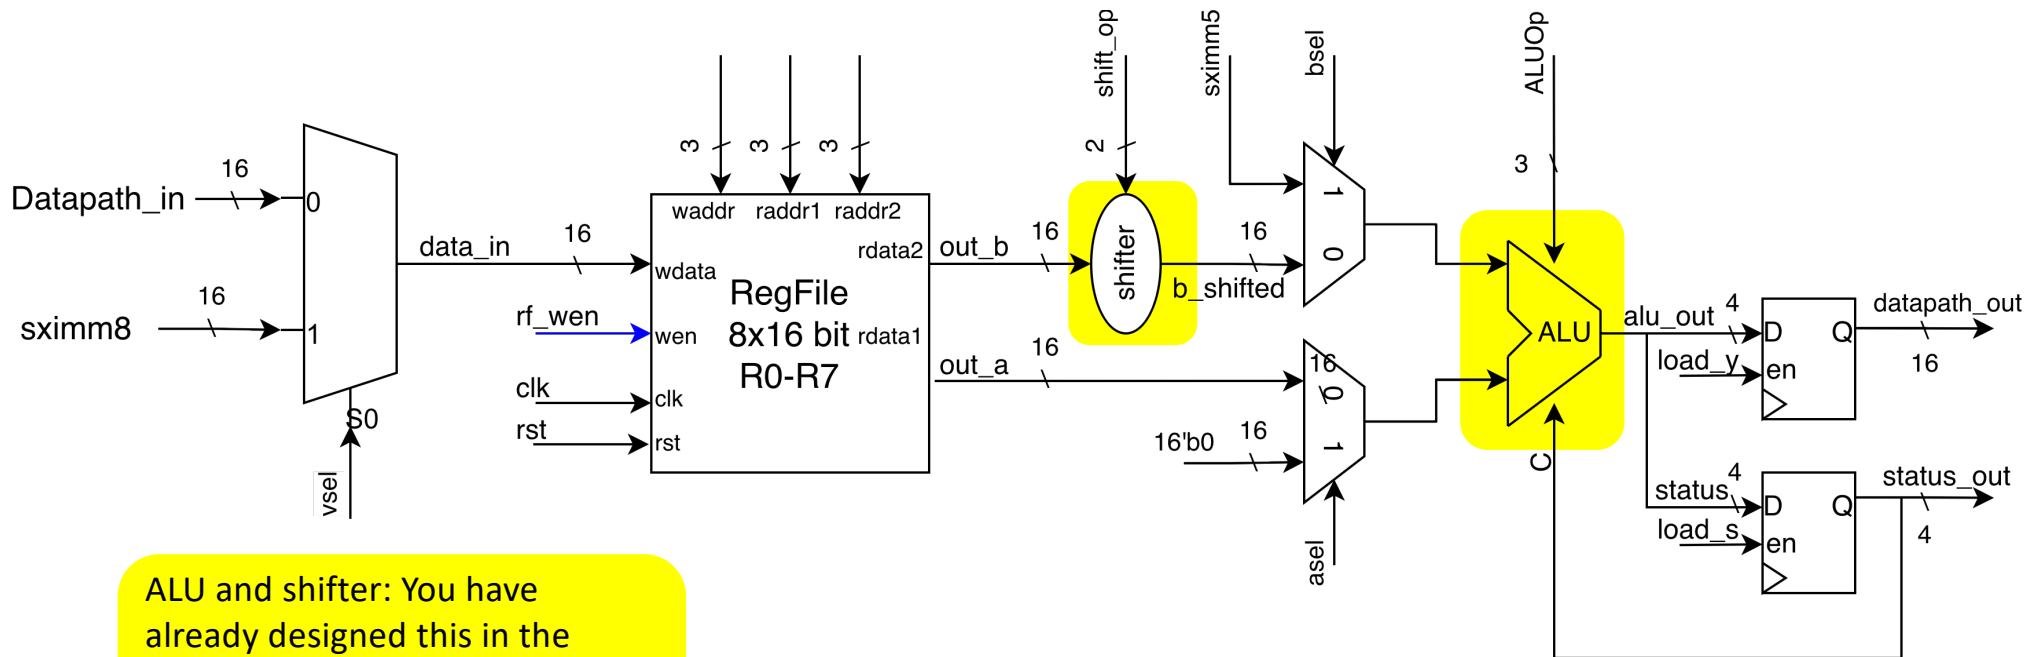 shift_op
sximm5
bsel
ALUOp
3
3
3
2
3
16
Datapath_in
0
waddr
raddr1
raddr2
16
data_in
wdata
rdata2
out_b
16
shifter
16
b_shifted
1
0
16
sximm8
1
rf_wen
wen
RegFile
8x16 bit
R0-R7
rdata1
16
out_a
16
0
ALU
alu_out
4
D
Q
datapath_out
16
load_y
en
clk
clk
rst
rst
S0
vsel
16'b0
16
1
asel
C
status
4
D
Q
status_out
4
load_s
en
ALU and shifter: You have
already designed this in the